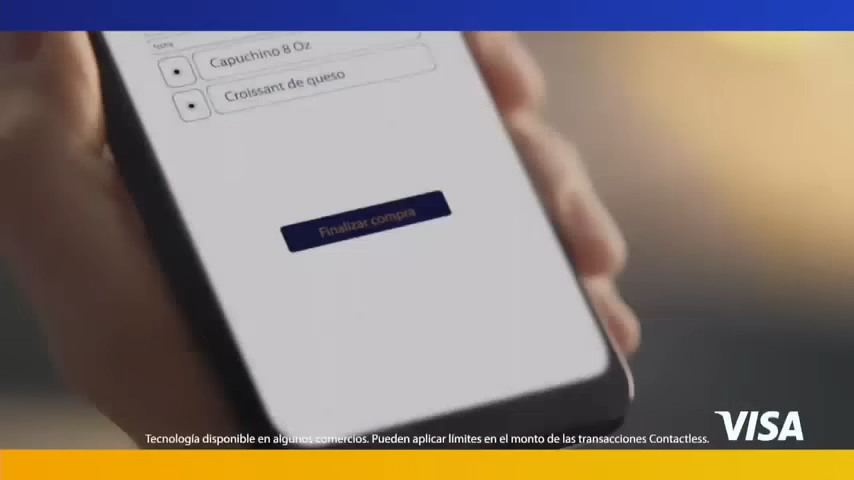 Capuchino 8 Oz
Croissant de queso
Finalizar compra
Tecnología disponible en algunos comercios. Pueden aplicar límites en el monto de las transacciones Contactless.
VISA